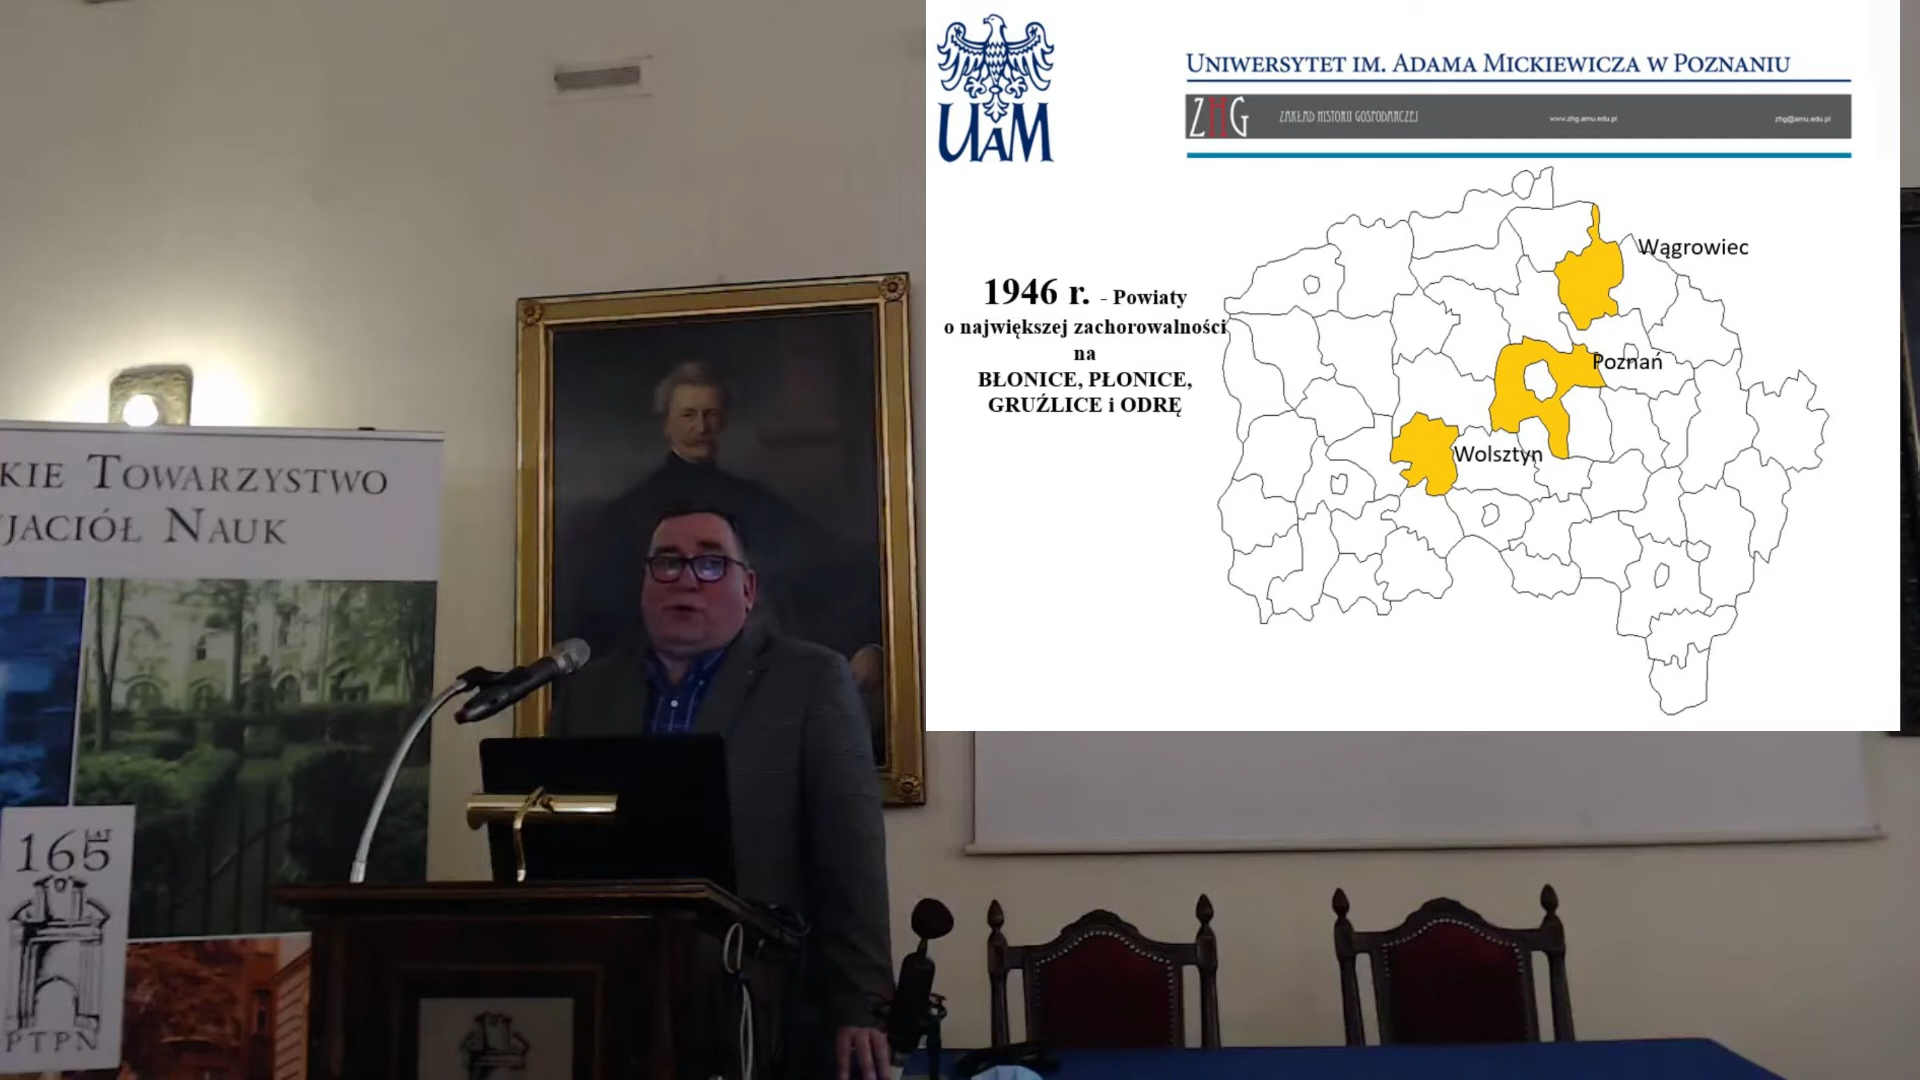 KIE TOWARZYSTWO
JACIÓŁ NAUK
165
LAT
PTPN
UAM
UNIWERSYTET IM. ADAMA MICKIEWICZA W POZNANIU
ZHG ZAKŁAD HISTORII GOSPODARCZEJ www.zhg.amu.edu.pl zhg@amu.edu.pl
1946 r. - Powiaty
o największej zachorowalności
na
BŁONICE, PŁONICE,
GRUŹLICE i ODRĘ
Wągrowiec
Poznań
Wolsztyn